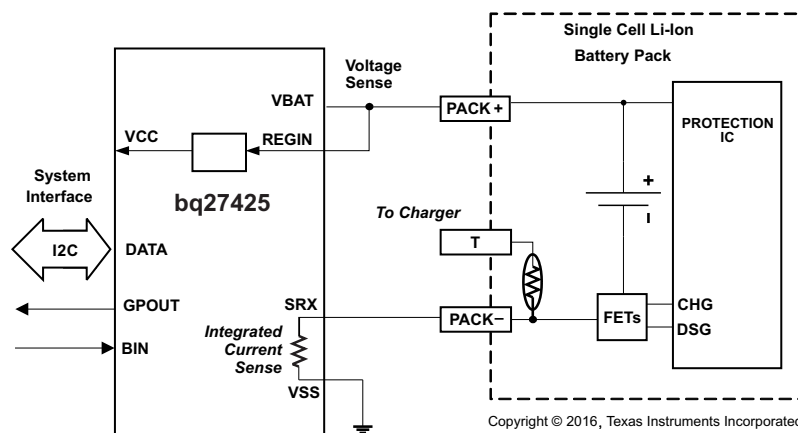 Single Cell Li-Ion
Battery Pack
Voltage
Sense
VBAT
PACK +
PROTECTION
IC
VCC
REGIN
System
Interface
bq27425
+
To Charger
I2C
DATA
T
GPOUT
SRX
PACK–
FETs
CHG
DSG
BIN
Integrated
Current
Sense
VSS
Copyright © 2016, Texas Instruments Incorporated